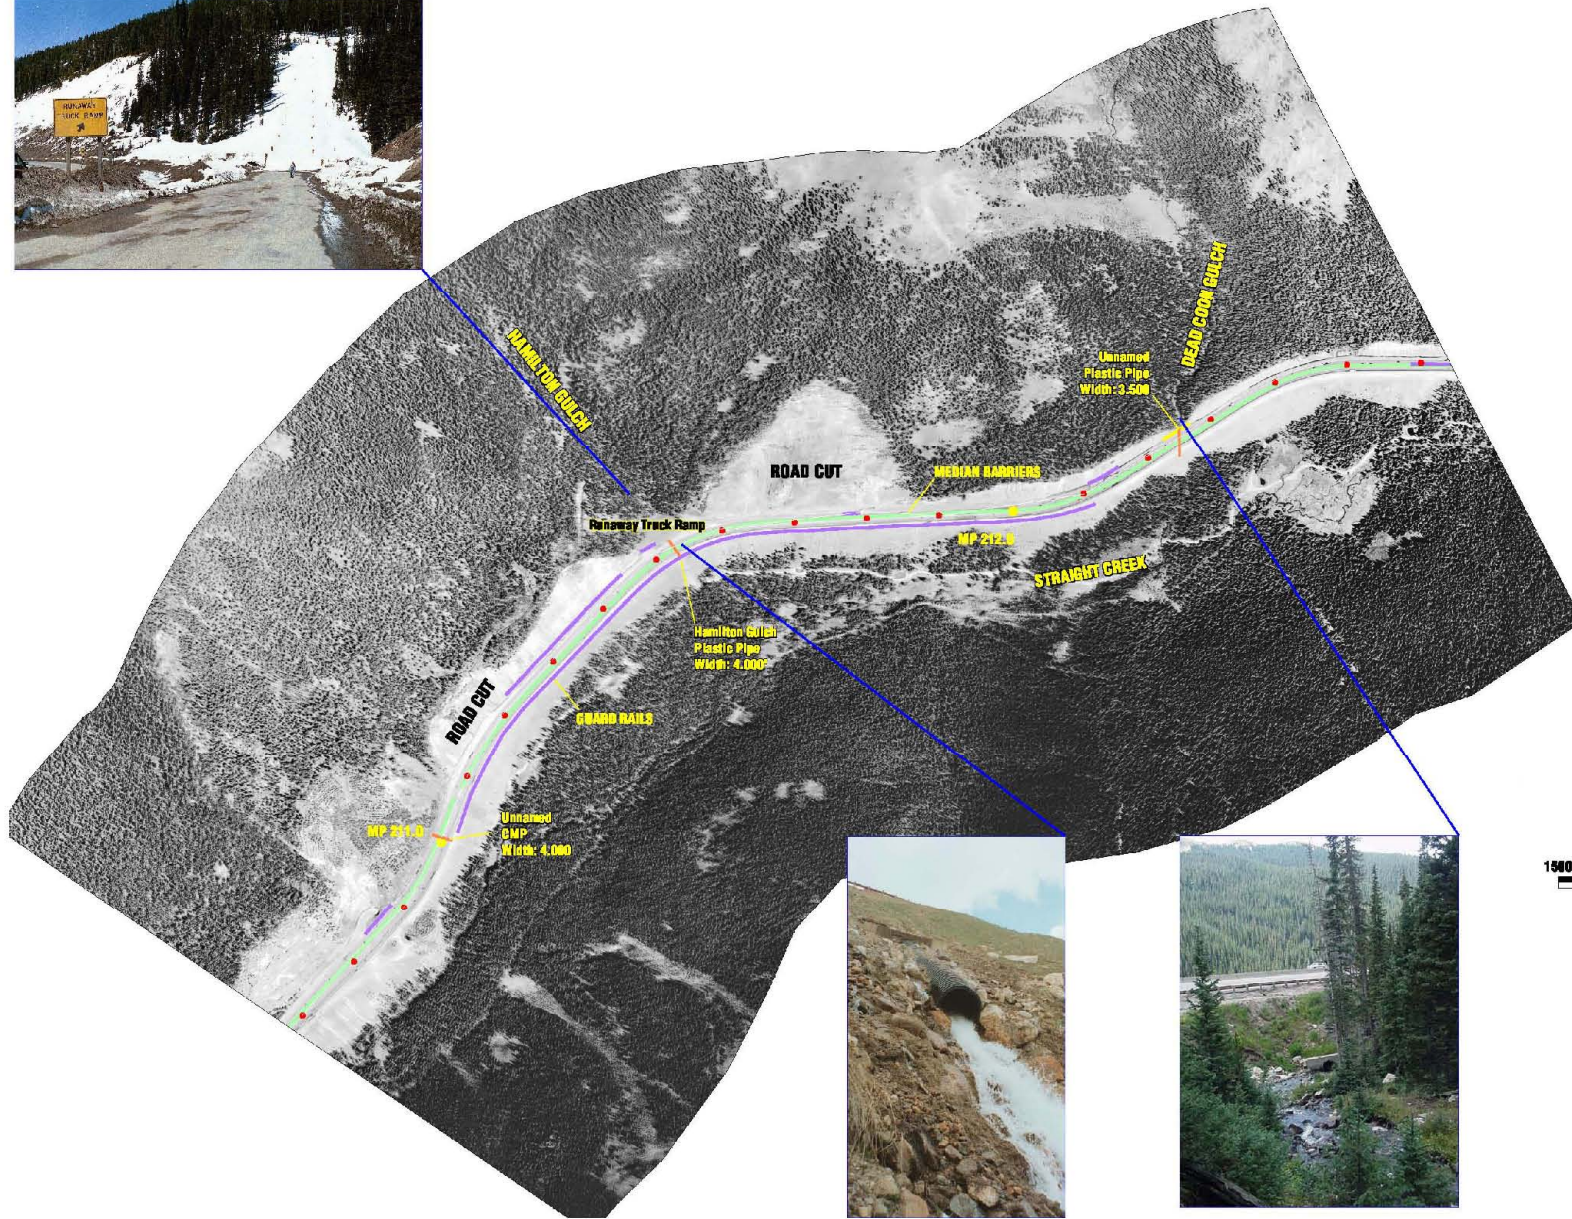 RUNAWAY
TRUCK RAMP
HAMILTON GULCH
DEAD COON GULCH
Unnamed
Plastic Pipe
Width: 3.500
ROAD CUT
MEDIAN BARRIERS
Runaway Truck Ramp
MP 212.0
STRAIGHT CREEK
Hamilton Gulch
Plastic Pipe
Width: 4.000"
ROAD CUT
GUARD RAILS
MP 211.0
Unnamed
CMP
Width: 4.000